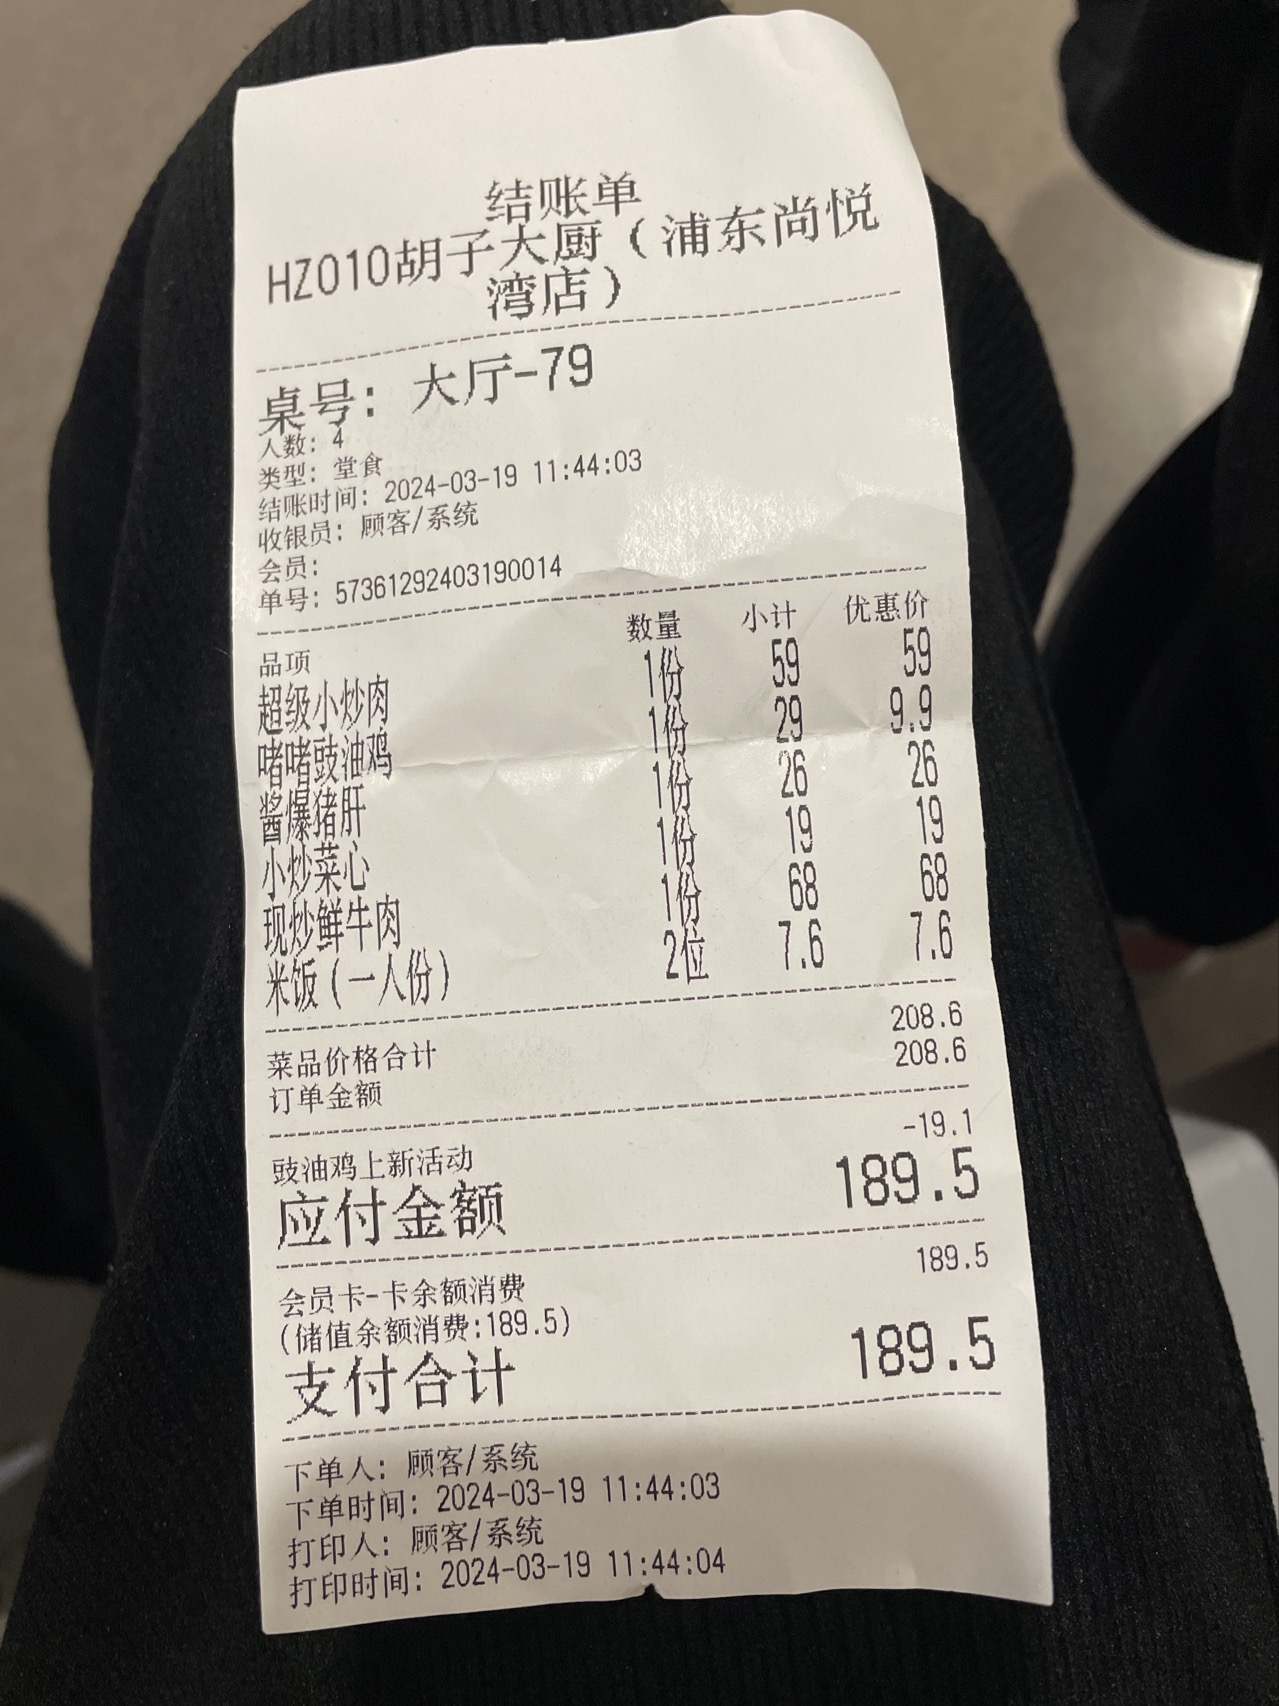 结账单
HZ010胡子大厨（浦东尚悦
湾店）
桌号：大厅-79
人数：4
类型：堂食
结账时间：2024-03-19 11:44:03
收银员：顾客/系统
会员：
单号：57361292403190014
品项 数量 小计 优惠价
超级小炒肉 1份 59 59
啫啫豉油鸡 1份 29 9.9
酱爆猪肝 1份 26 26
小炒菜心 1份 19 19
现炒鲜牛肉 1份 68 68
米饭（一人份） 2位 7.6 7.6
菜品价格合计 208.6
订单金额 208.6
豉油鸡上新活动 -19.1
应付金额 189.5
会员卡-卡余额消费 189.5
(储值余额消费:189.5)
支付合计 189.5
下单人：顾客/系统
下单时间：2024-03-19 11:44:03
打印人：顾客/系统
打印时间：2024-03-19 11:44:04